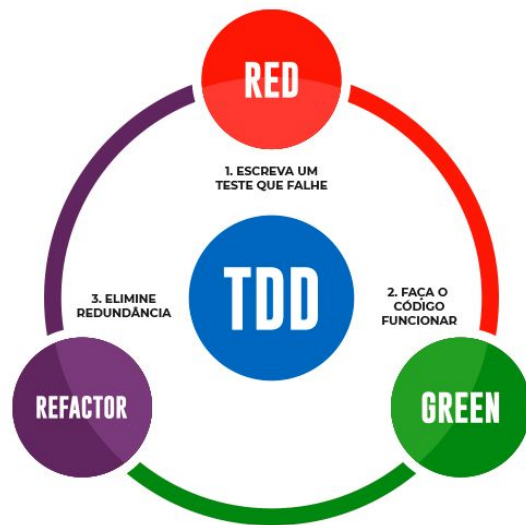 RED
1. ESCREVA UM
TESTE QUE FALHE
TDD
3. ELIMINE
REDUNDÂNCIA
2. FAÇA O
CÓDIGO
FUNCIONAR
REFACTOR
GREEN